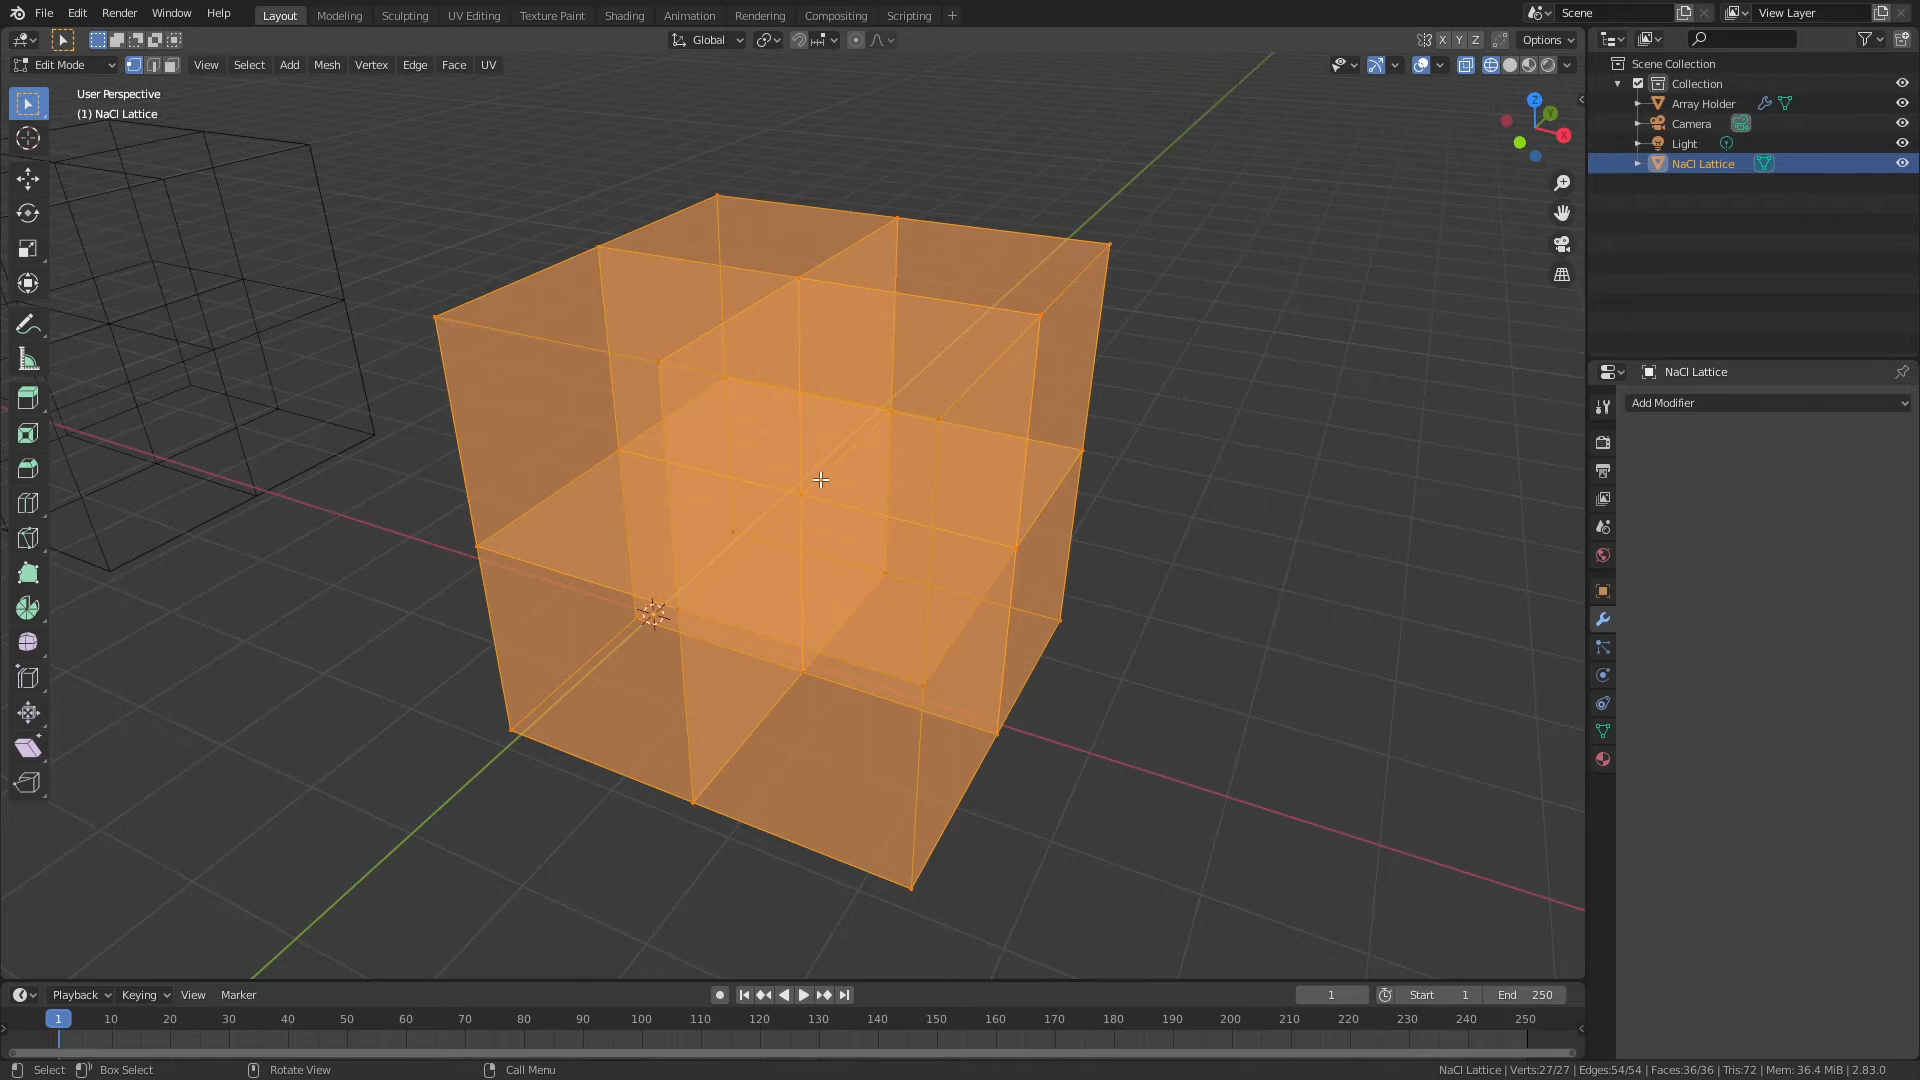 File Edit Render Window Help Layout Modeling Sculpting UV Editing Texture Paint Shading Animation Rendering Compositing Scripting + Scene View Layer
Global X Y Z Options
Edit Mode View Select Add Mesh Vertex Edge Face UV
User Perspective
(1) NaCl Lattice
Z
Y
X
Scene Collection
Collection
Array Holder
Camera
Light
NaCl Lattice
NaCl Lattice
Add Modifier
Playback Keying View Marker 1 Start 1 End 250
1 10 20 30 40 50 60 70 80 90 100 110 120 130 140 150 160 170 180 190 200 210 220 230 240 250
Select Box Select Rotate View Call Menu NaCl Lattice | Verts:27/27 | Edges:54/54 | Faces:36/36 | Tris:72 | Mem: 36.4 MiB | 2.83.0